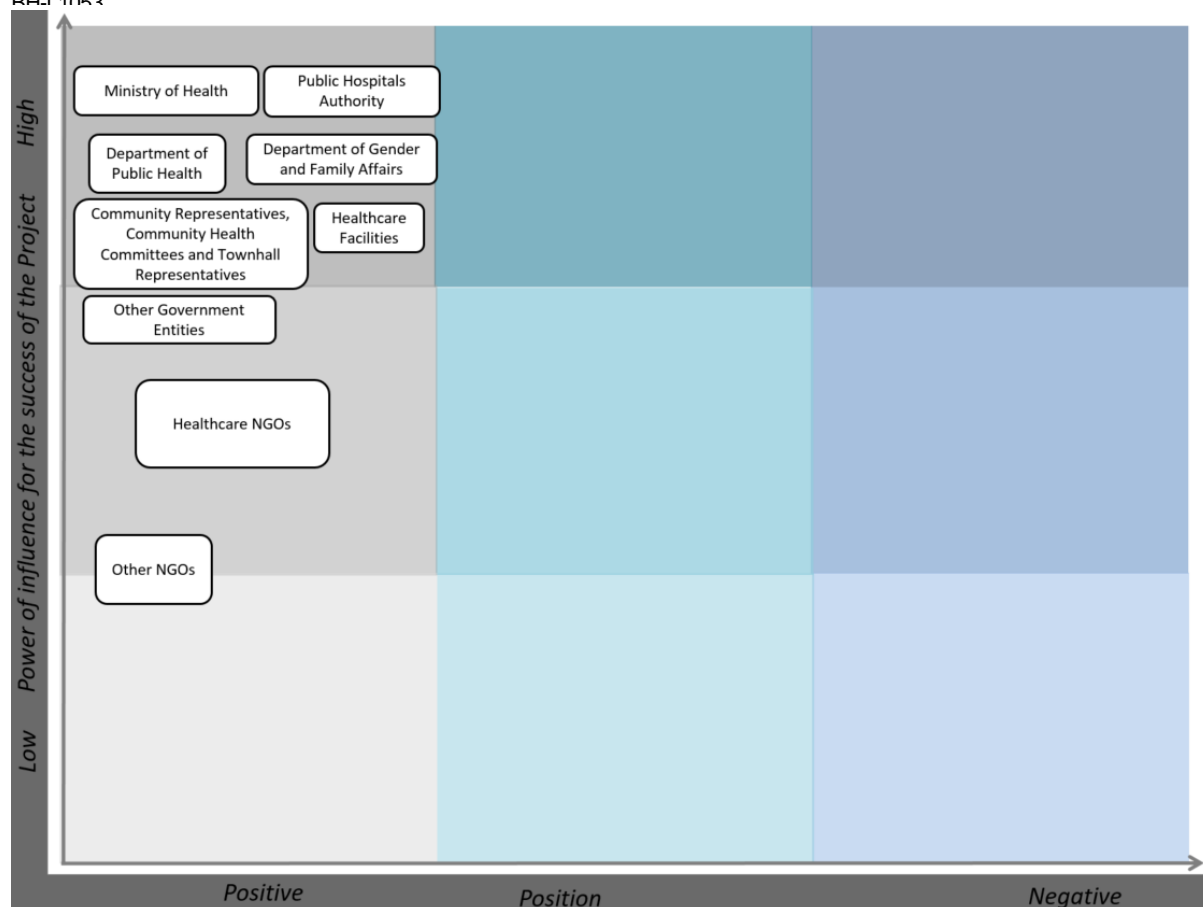 High
Power of influence for the success of the Project
Low
Ministry of Health
Public Hospitals
Authority
Department of
Public Health
Department of Gender
and Family Affairs
Community Representatives,
Community Health
Committees and Townhall
Representatives
Healthcare
Facilities
Other Government
Entities
Healthcare NGOs
Other NGOs
Positive
Position
Negative